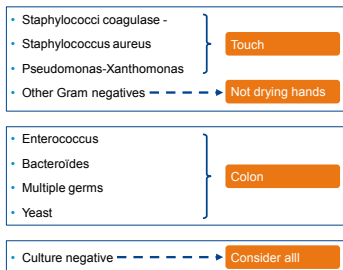 • Staphylococci coagulase -
• Staphylococcus aureus
Touch
• Pseudomonas-Xanthomonas
• Other Gram negatives
Not drying hands
• Enterococcus
• Bacteroïdes
Colon
• Multiple germs
• Yeast
• Culture negative
Consider alll